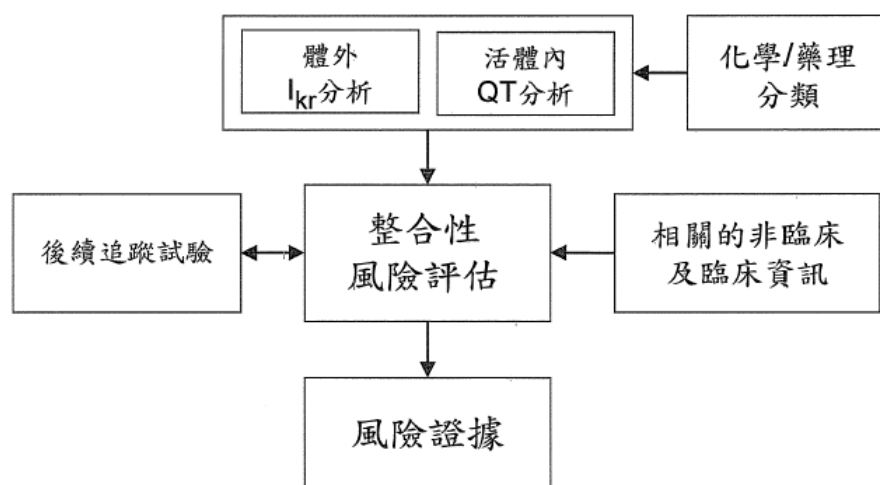 體外
Ikr分析
活體內
QT分析
化學/藥理
分類
後續追蹤試驗
整合性
風險評估
相關的非臨床
及臨床資訊
風險證據